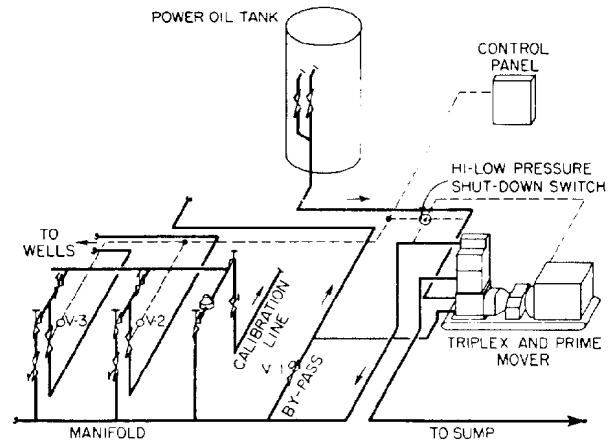 POWER OIL TANK
CONTROL
PANEL
HI-LOW PRESSURE
SHUT-DOWN SWITCH
TO
WELLS
V-3
V-2
CALIBRATION
LINE
V-1
BY-PASS
TRIPLEX AND PRIME
MOVER
MANIFOLD
TO SUMP